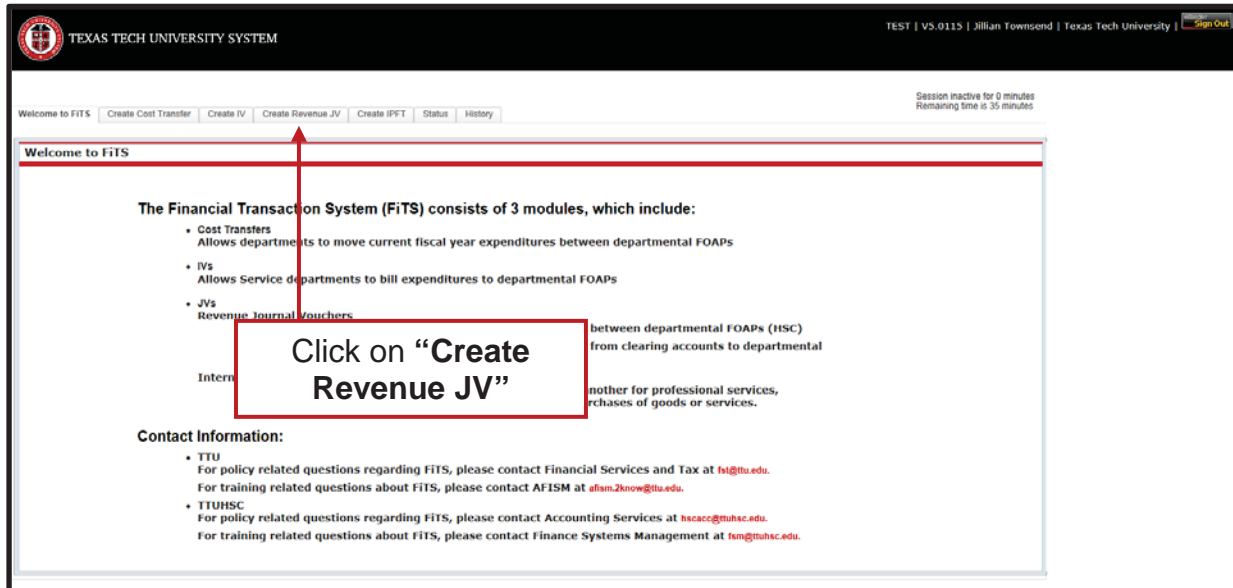 TEXAS TECH UNIVERSITY SYSTEM
TEST | V5.0115 | Jillian Townsend | Texas Tech University | Sign Out
Session inactive for 0 minutes
Remaining time is 35 minutes
Welcome to FiTS Create Cost Transfer Create IV Create Revenue JV Create IPFT Status History
Welcome to FiTS
The Financial Transaction System (FiTS) consists of 3 modules, which include:
• Cost Transfers
Allows departments to move current fiscal year expenditures between departmental FOAPs
• IVs
Allows Service departments to bill expenditures to departmental FOAPs
• JVs
Revenue Journal Vouchers
between departmental FOAPs (HSC)
from clearing accounts to departmental
Click on “Create
Revenue JV”
Intern
nother for professional services,
rchases of goods or services.
Contact Information:
• TTU
For policy related questions regarding FiTS, please contact Financial Services and Tax at fst@ttu.edu.
For training related questions about FiTS, please contact AFISM at afism.2know@ttu.edu.
• TTUHSC
For policy related questions regarding FiTS, please contact Accounting Services at hscacc@ttuhsc.edu.
For training related questions about FiTS, please contact Finance Systems Management at fsm@ttuhsc.edu.